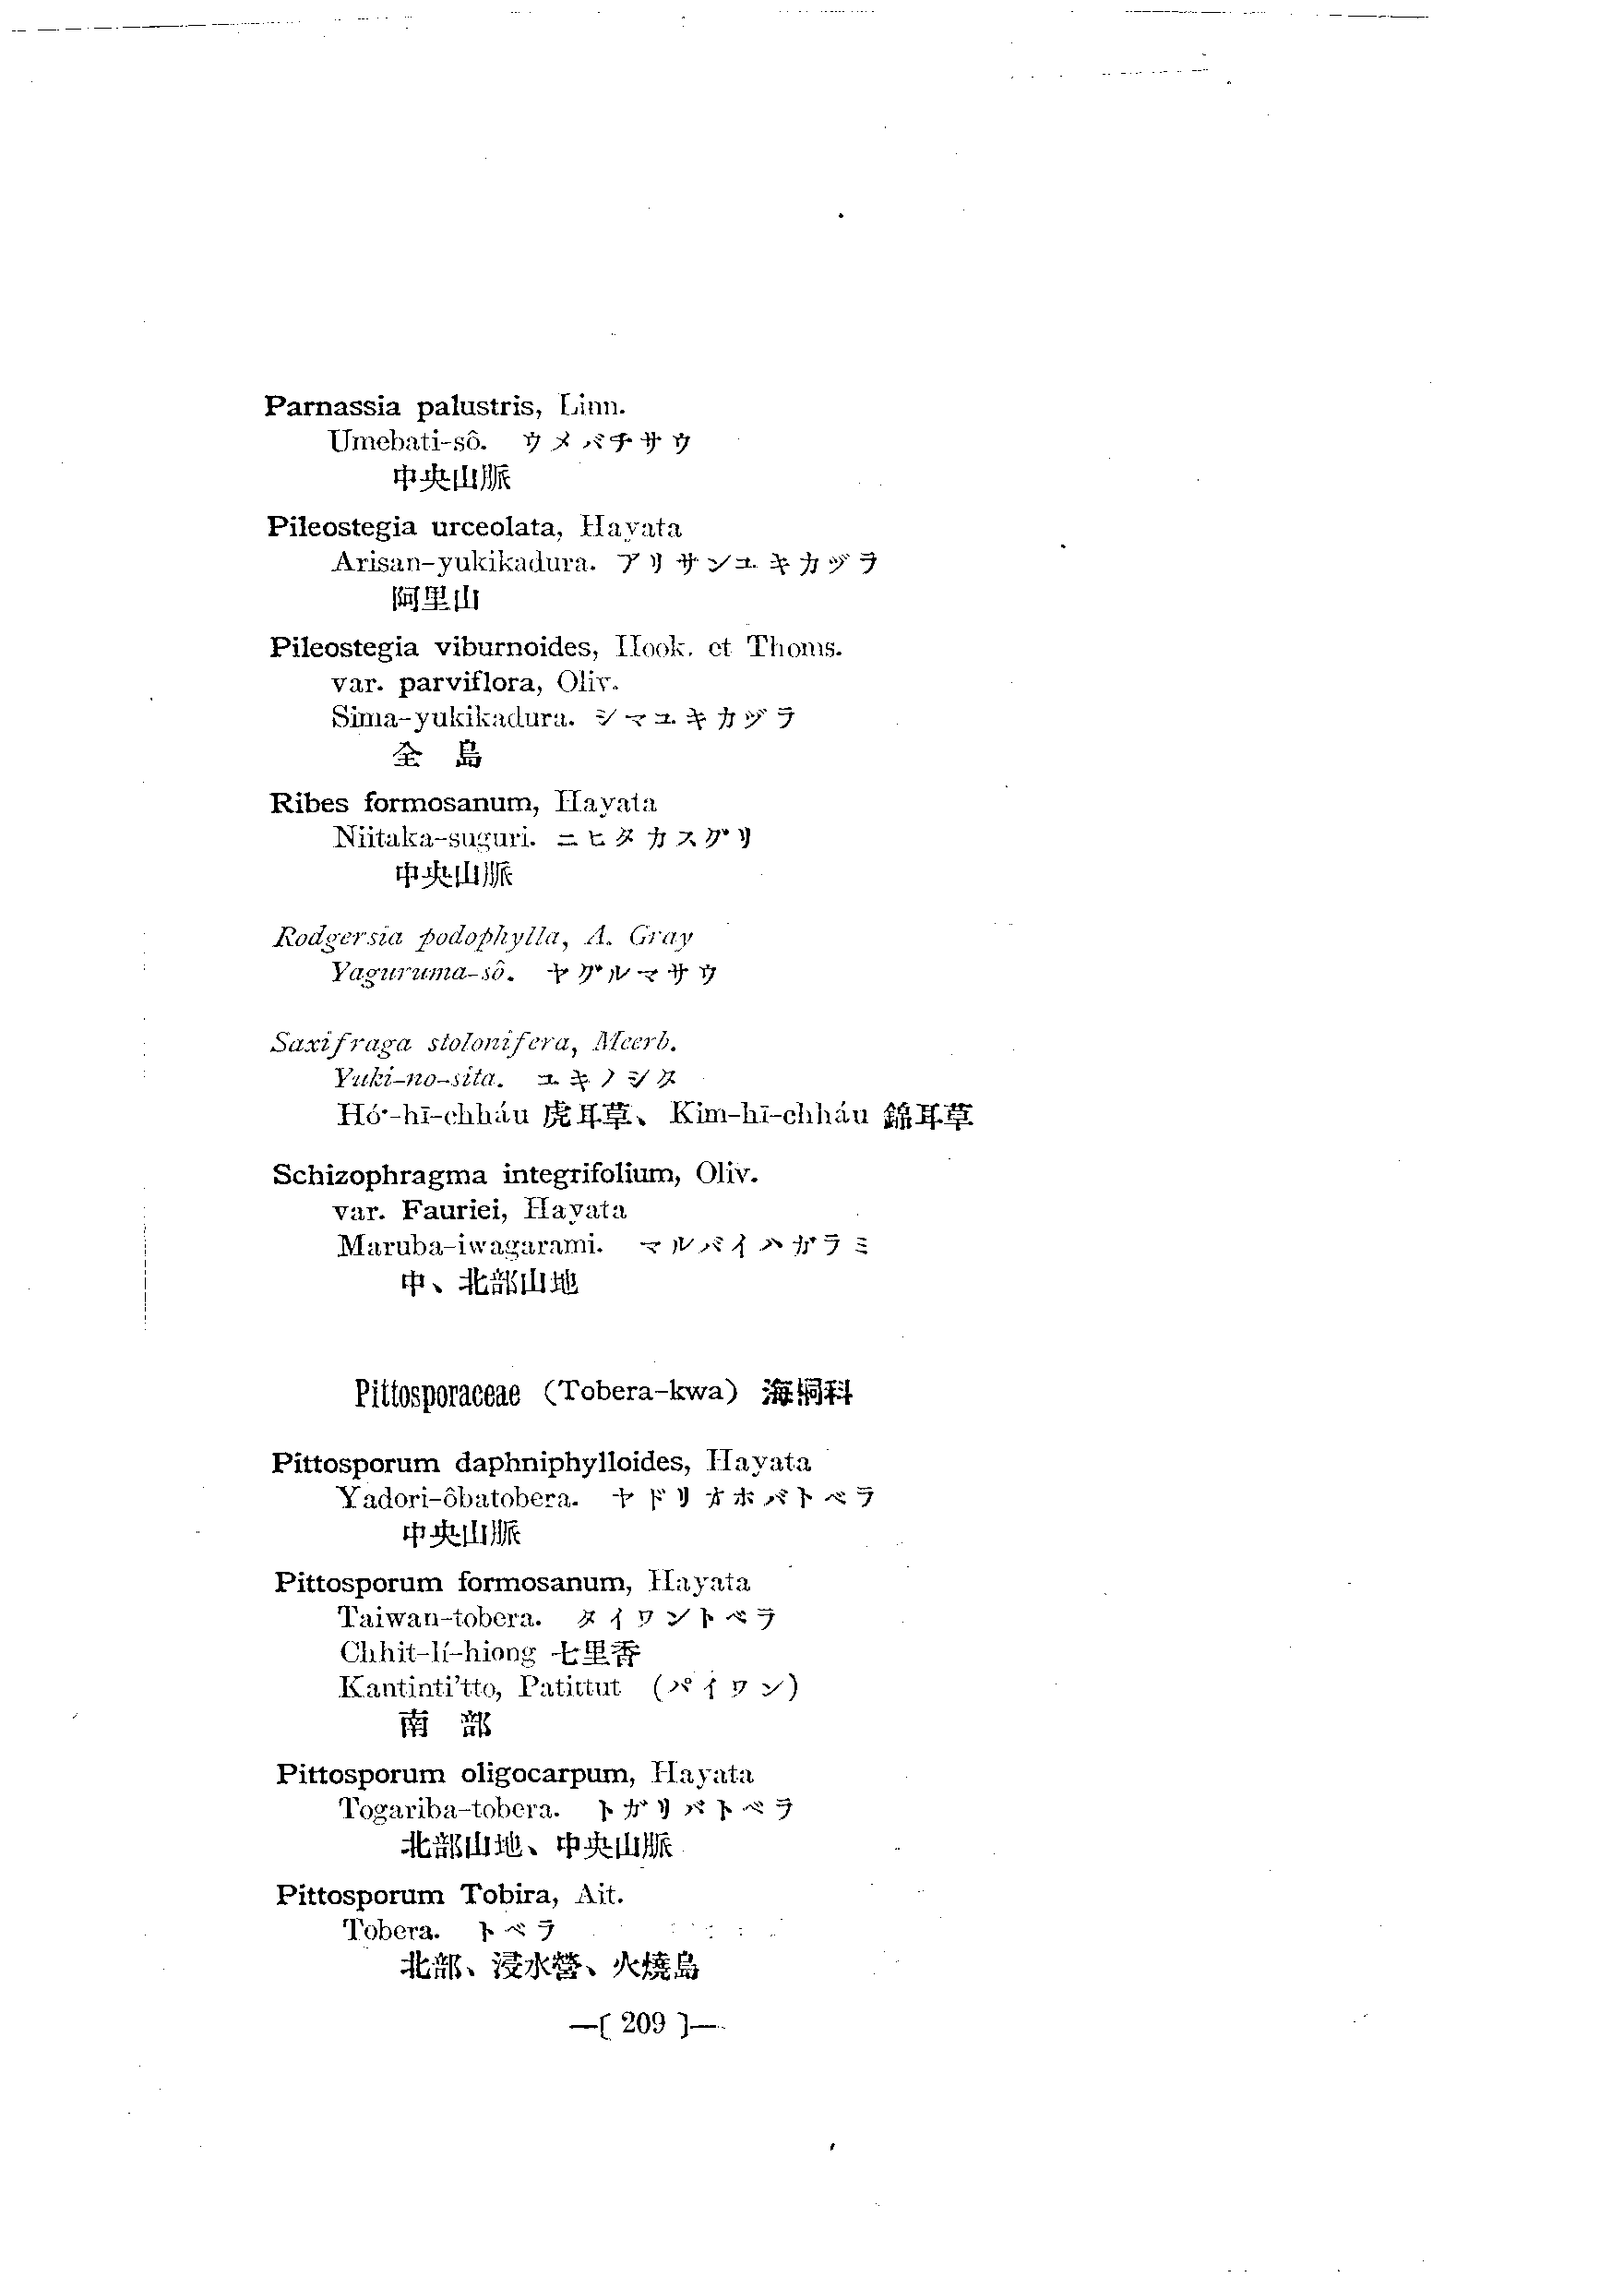 Parnassia palustris, Linn.
Umebati-sô. ウメバチサウ
中央山脈
Pileostegia urceolata, Hayata
Arisan-yukikadura. アリサンユキカヅラ
阿里山
Pileostegia viburnoides, Hook. et Thoms.
var. parviflora, Oliv.
Sima-yukikadura. シマユキカヅラ
全 島
Ribes formosanum, Hayata
Niitaka-suguri. ニヒタカスグリ
中央山脈
Rodgersia podophylla, A. Gray
Yaguruma-sô. ヤグルマサウ
Saxifraga stolonifera, Meerb.
Yuki-no-sita. ユキノシタ
Hó͘-hī-chháu 虎耳草、 Kim-hī-chháu 錦耳草
Schizophragma integrifolium, Oliv.
var. Fauriei, Hayata
Maruba-iwagarami. マルバイハガラミ
中、北部山地
Pittosporaceae (Tobera-kwa) 海桐科
Pittosporum daphniphylloides, Hayata
Yadori-ôbatobera. ヤドリオホバトベラ
中央山脈
Pittosporum formosanum, Hayata
Taiwan-tobera. タイワントベラ
Chhit-lí-hiong 七里香
Kantinti'tto, Patittut (パイワン)
南 部
Pittosporum oligocarpum, Hayata
Togariba-tobera. トガリバトベラ
北部山地、中央山脈
Pittosporum Tobira, Ait.
Tobera. トベラ
北部、浸水營、火燒島
—[ 209 ]—